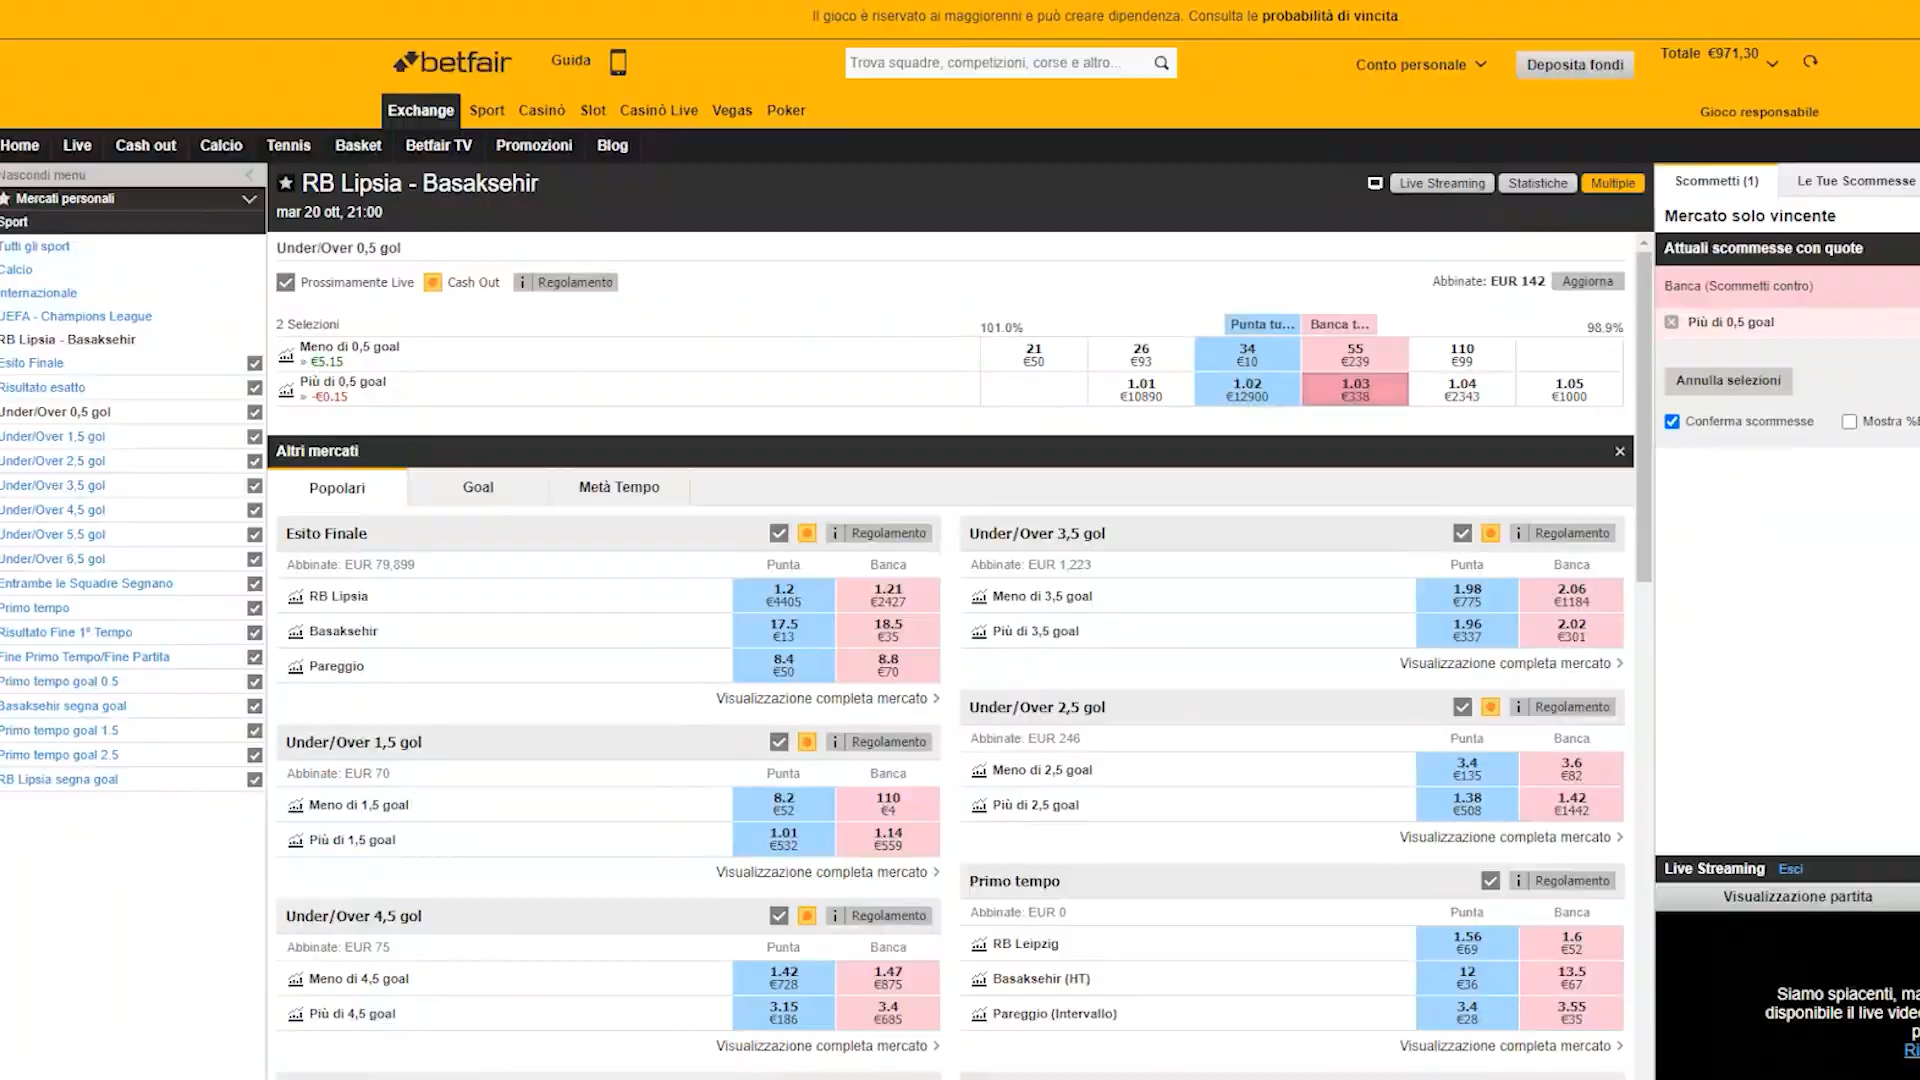 Il gioco è riservato ai maggiorenni e può creare dipendenza. Consulta le probabilità di vincita.
betfair Guida Trova squadre, competizioni, corse e altro... Conto personale Deposita fondi Totale €971,30
Exchange Sport Casinò Slot Casinò Live Vegas Poker Gioco responsabile
Home Live Cash out Calcio Tennis Basket Betfair TV Promozioni Blog
Nascondi menu
Mercati personali
Sport
Tutti gli sport
Calcio
Internazionale
UEFA - Champions League
RB Lipsia - Basaksehir
Esito Finale
Risultato esatto
Under/Over 0,5 gol
Under/Over 1,5 gol
Under/Over 2,5 gol
Under/Over 3,5 gol
Under/Over 4,5 gol
Under/Over 5,5 gol
Under/Over 6,5 gol
Entrambe le Squadre Segnano
Primo tempo
Risultato Fine 1º Tempo
Fine Primo Tempo/Fine Partita
Primo tempo goal 0.5
Basaksehir segna goal
Primo tempo goal 1.5
Primo tempo goal 2.5
RB Lipsia segna goal
RB Lipsia - Basaksehir Live Streaming Statistiche Multiple
mar 20 ott, 21:00
Under/Over 0,5 gol
Prossimamente Live Cash Out i Regolamento Abbinate: EUR 142 Aggiorna
2 Selezioni 101.0% Punta tu... Banca t... 98.9%
Meno di 0,5 goal 21 26 34 55 110
» €5.15 €50 €93 €10 €239 €99
Più di 0,5 goal 1.01 1.02 1.03 1.04 1.05
» -€0.15 €10890 €12900 €338 €2343 €1000
Altri mercati
Popolari Goal Metà Tempo
Esito Finale i Regolamento
Abbinate: EUR 79,899 Punta Banca
RB Lipsia 1.2 1.21
€4405 €2427
Basaksehir 17.5 18.5
€13 €35
Pareggio 8.4 8.8
€50 €70
Visualizzazione completa mercato
Under/Over 1,5 gol i Regolamento
Abbinate: EUR 70 Punta Banca
Meno di 1,5 goal 8.2 110
€52 €4
Più di 1,5 goal 1.01 1.14
€532 €559
Visualizzazione completa mercato
Under/Over 4,5 gol i Regolamento
Abbinate: EUR 75 Punta Banca
Meno di 4,5 goal 1.42 1.47
€728 €875
Più di 4,5 goal 3.15 3.4
€186 €685
Visualizzazione completa mercato
Under/Over 3,5 gol i Regolamento
Abbinate: EUR 1,223 Punta Banca
Meno di 3,5 goal 1.98 2.06
€775 €1184
Più di 3,5 goal 1.96 2.02
€337 €301
Visualizzazione completa mercato
Under/Over 2,5 gol i Regolamento
Abbinate: EUR 246 Punta Banca
Meno di 2,5 goal 3.4 3.6
€135 €82
Più di 2,5 goal 1.38 1.42
€508 €1442
Visualizzazione completa mercato
Primo tempo i Regolamento
Abbinate: EUR 0 Punta Banca
RB Leipzig 1.56 1.6
€69 €52
Basaksehir (HT) 12 13.5
€36 €67
Pareggio (Intervallo) 3.4 3.55
€28 €35
Visualizzazione completa mercato
Scommetti (1) Le Tue Scommesse
Mercato solo vincente
Attuali scommesse con quote
Banca (Scommetti contro)
Più di 0,5 goal
Annulla selezioni
Conferma scommesse Mostra
Live Streaming Esci
Visualizzazione partita
Siamo spiacenti,
disponibile il live